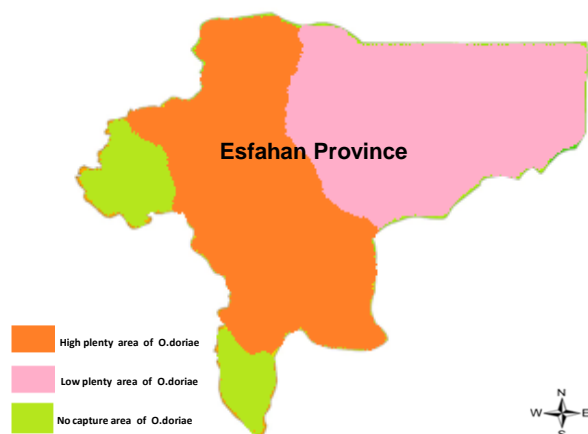 Esfahan Province
High plenty area of O.doriae
Low plenty area of O.doriae
No capture area of O.doriae
N
W E
S